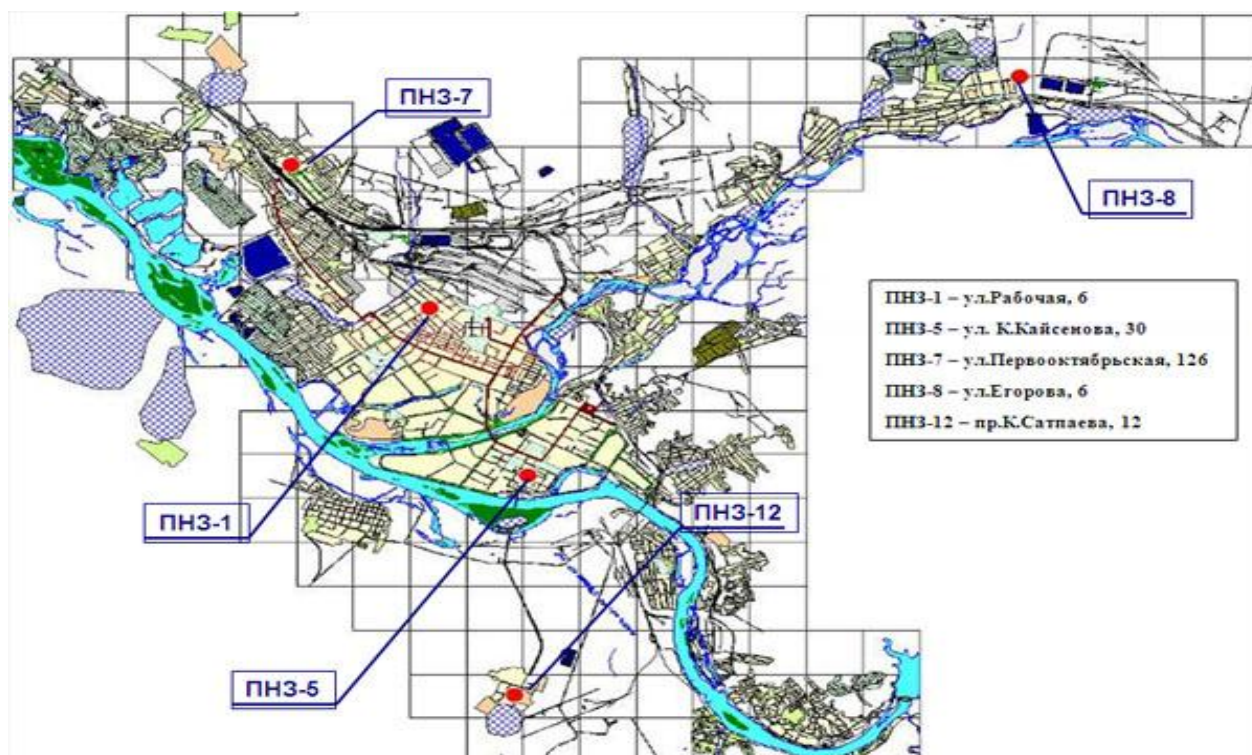 ПНЗ-7
ПНЗ-8
ПНЗ-1 – ул.Рабочая, 6
ПНЗ-5 – ул. К.Кайсенова, 30
ПНЗ-7 – ул.Первооктябрьская, 126
ПНЗ-8 – ул.Егорова, 6
ПНЗ-12 – пр.К.Сатпаева, 12
ПНЗ-1
ПНЗ-12
ПНЗ-5